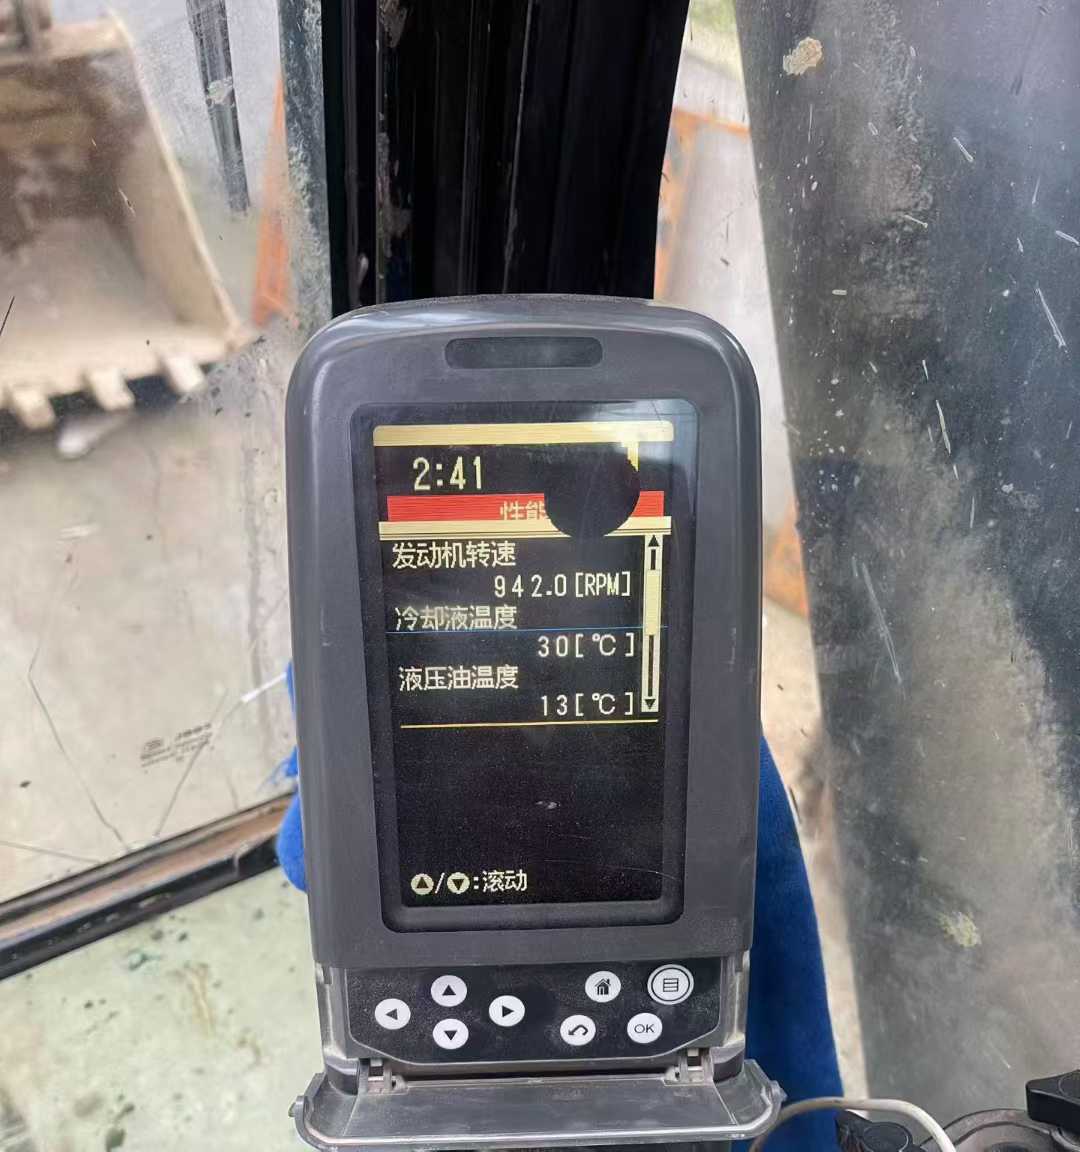 2:41
性能
发动机转速
942.0[RPM]
冷却液温度
30[℃]
液压油温度
13[℃]
▲/▼:滚动
OK